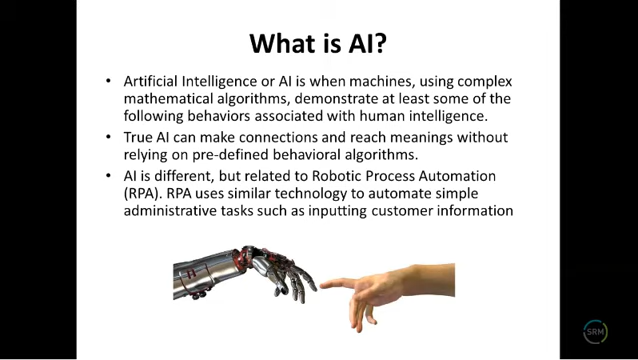 What is AI?
• Artificial Intelligence or AI is when machines, using complex
mathematical algorithms, demonstrate at least some of the
following behaviors associated with human intelligence.
• True AI can make connections and reach meanings without
relying on pre-defined behavioral algorithms.
• AI is different, but related to Robotic Process Automation
(RPA). RPA uses similar technology to automate simple
administrative tasks such as inputting customer information
SRM